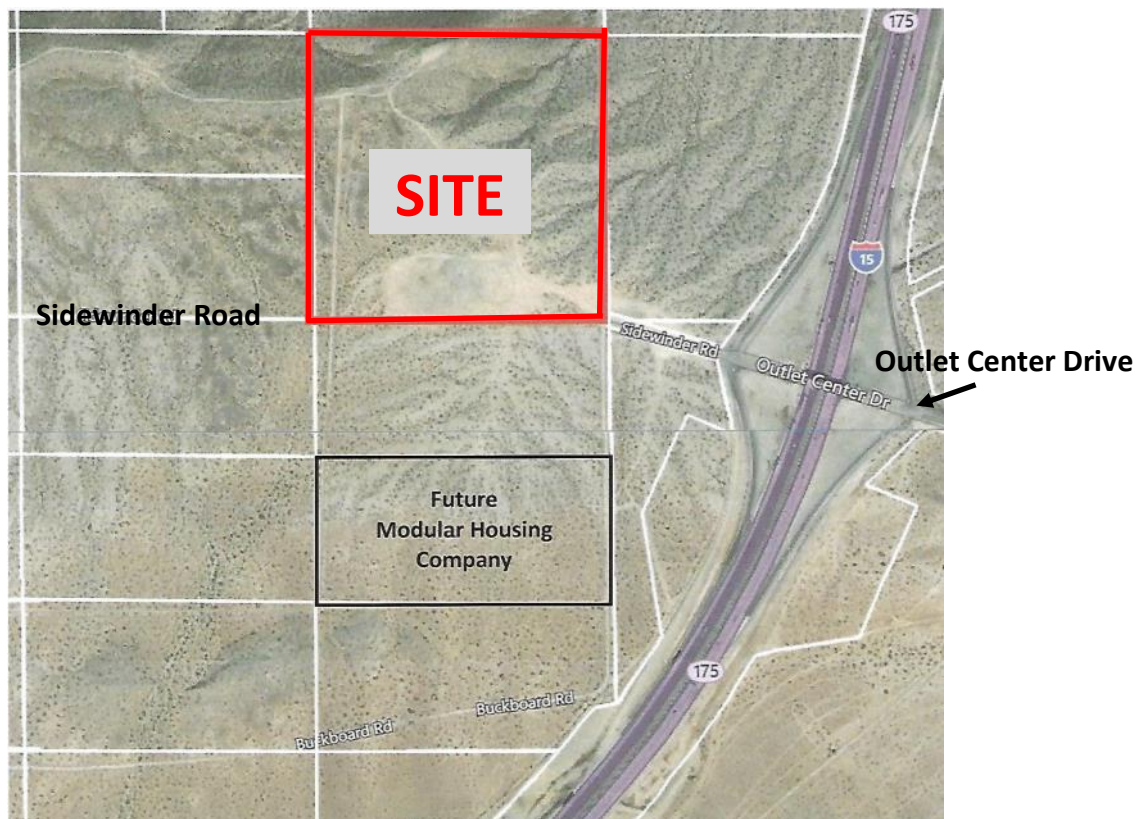 175
SITE
15
Sidewinder Road
Sidewinder Rd
Outlet Center Dr
Outlet Center Drive
Future
Modular Housing
Company
175
Buckboard Rd
Buckboard Rd